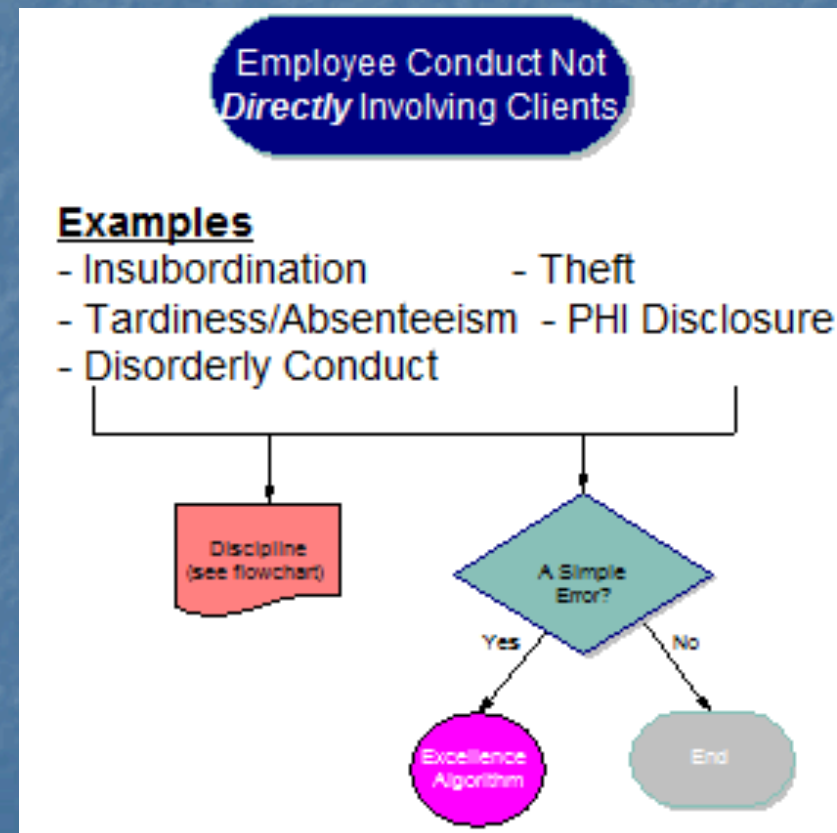 Employee Conduct Not
Directly Involving Clients
Examples
- Insubordination - Theft
- Tardiness/Absenteeism - PHI Disclosure
- Disorderly Conduct
Discipline
(see flowchart)
A Simple
Error?
Yes
No
Excellence
Algorithm
End